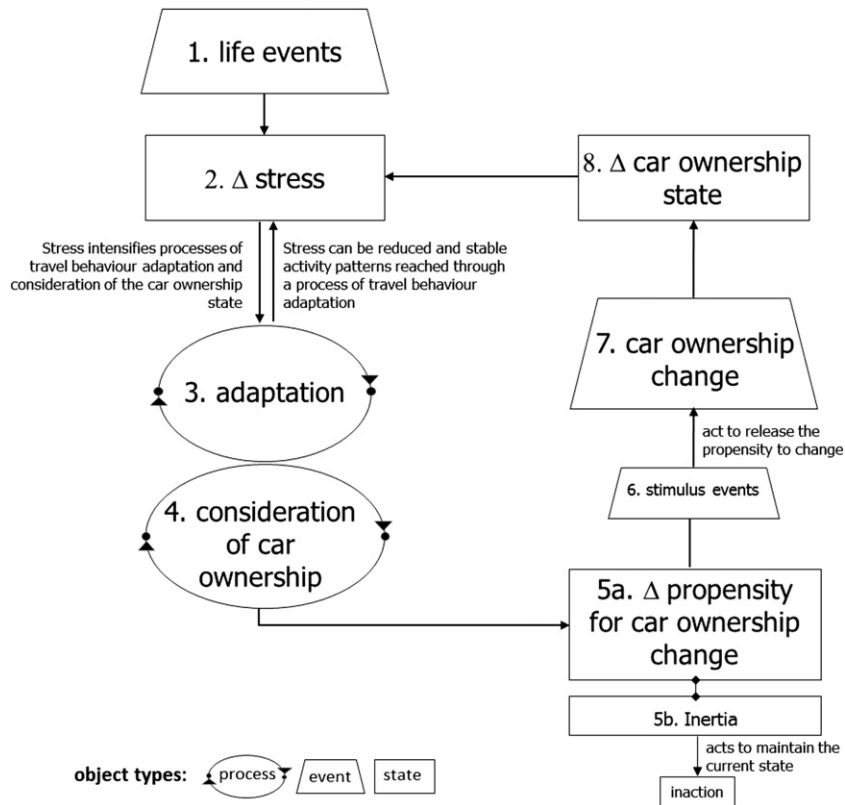 1. life events
2. Δ stress
8. Δ car ownership
state
Stress intensifies processes of
travel behaviour adaptation and
consideration of the car ownership
state
Stress can be reduced and stable
activity patterns reached through
a process of travel behaviour
adaptation
3. adaptation
7. car ownership
change
act to release the
propensity to change
6. stimulus events
4. consideration
of car
ownership
5a. Δ propensity
for car ownership
change
5b. Inertia
acts to maintain the
current state
inaction
object types:
process
event
state